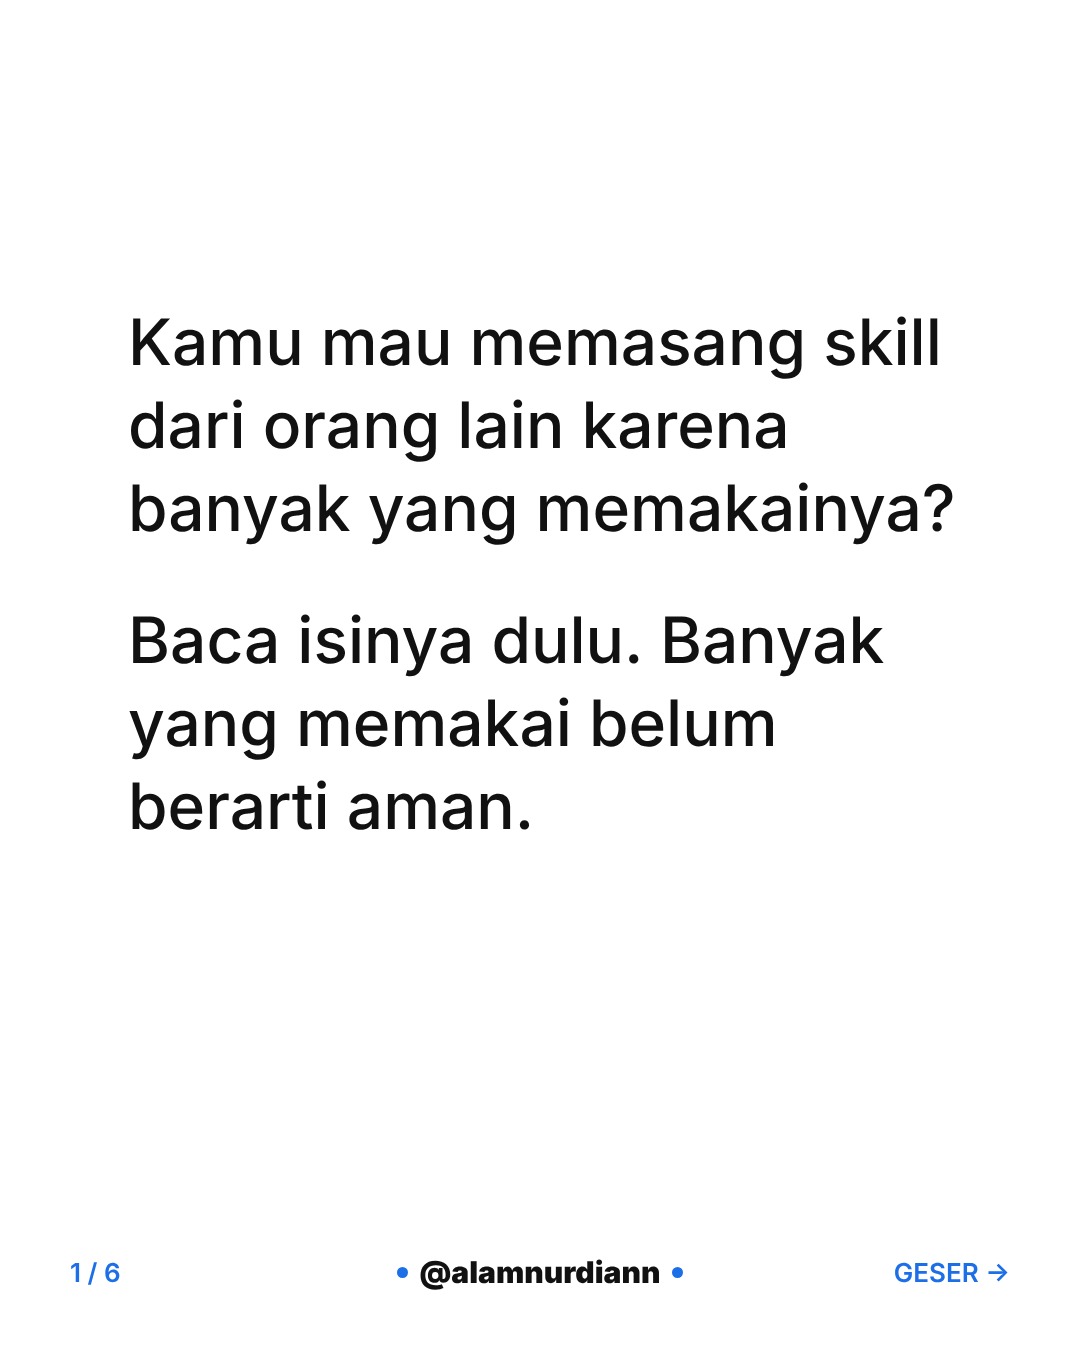 Kamu mau memasang skill
dari orang lain karena
banyak yang memakainya?
Baca isinya dulu. Banyak
yang memakai belum
berarti aman.
1 / 6
• @alamnurdiann •
GESER →